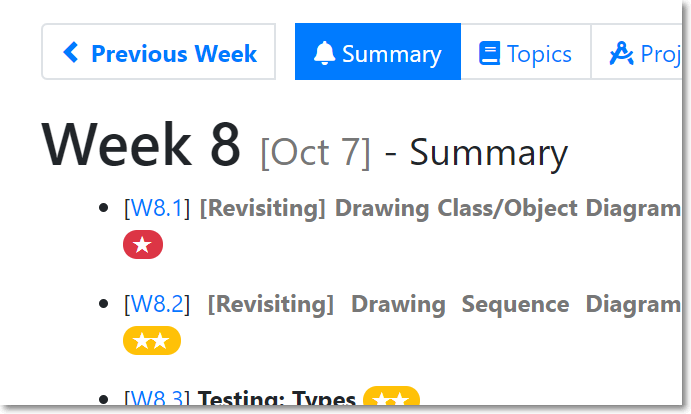 Previous Week Summary Topics Proj
Week 8 [Oct 7] - Summary
[W8.1] [Revisiting] Drawing Class/Object Diagram
[W8.2] [Revisiting] Drawing Sequence Diagram
[W8.3] Testing: Types